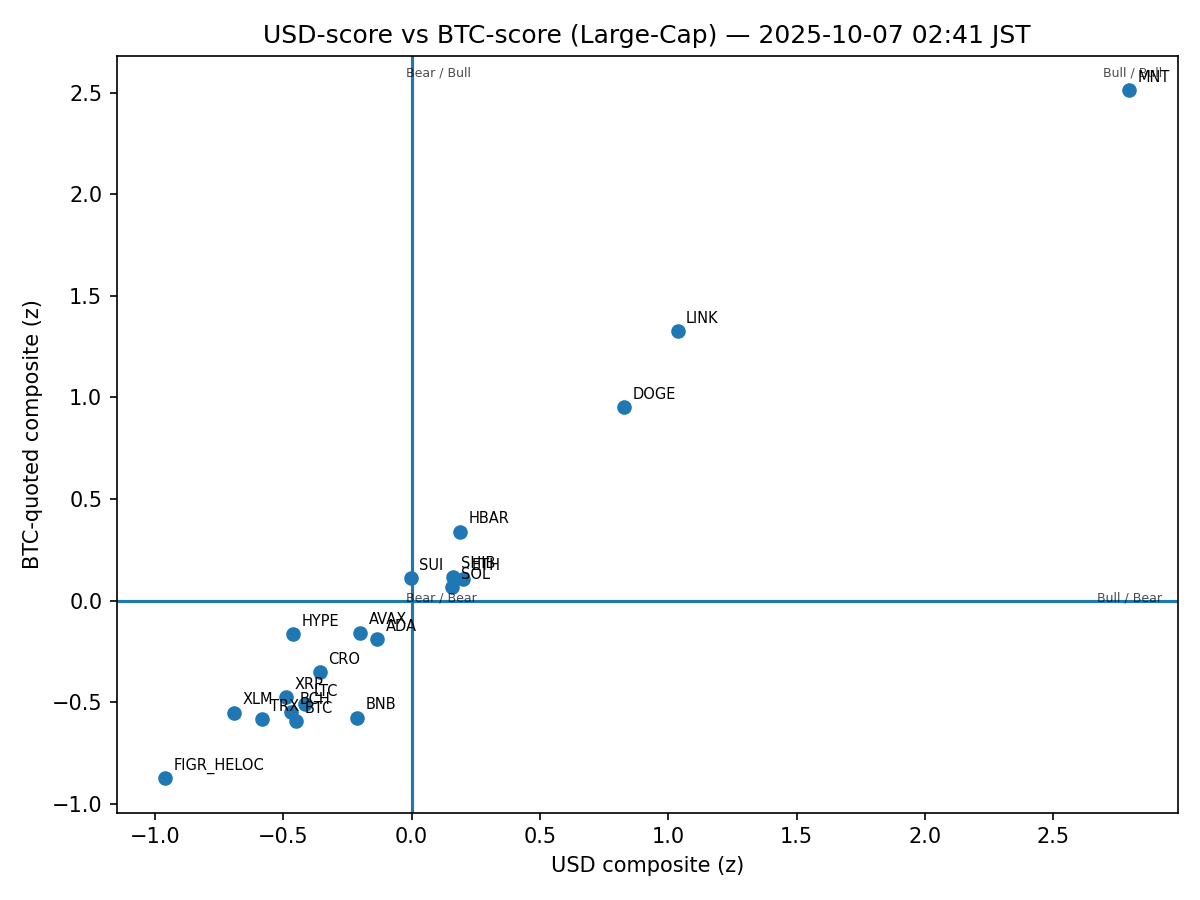 USD-score vs BTC-score (Large-Cap) — 2025-10-07 02:41 JST
Bear / Bull
Bull / Bull
MNT
2.5
2.0
1.5
LINK
1.0
DOGE
0.5
HBAR
SUI
SHIB
ETH
SOL
0.0
Bear / Bear
Bull / Bear
HYPE
AVAX
ADA
CRO
XRP
LTC
−0.5
XLM
TRX
BCH
BTC
BNB
FIGR_HELOC
−1.0
−1.0
−0.5
0.0
0.5
1.0
1.5
2.0
2.5
USD composite (z)
BTC-quoted composite (z)